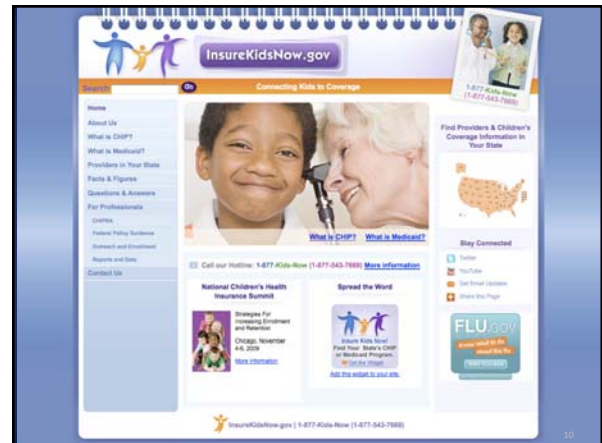 InsureKidsNow.gov
1-877-Kids-Now
(1-877-543-7669)
Search
Go
Connecting Kids to Coverage
Home
About Us
What is CHIP?
What is Medicaid?
Providers in Your State
Facts & Figures
Questions & Answers
For Professionals
CHIPRA
Federal Policy Guidance
Outreach and Enrollment
Reports and Data
Contact Us
What is CHIP? What is Medicaid?
Call our Hotline: 1-877-Kids-Now (1-877-543-7669) More information
National Children's Health
Insurance Summit
Strategies For
Increasing Enrollment
and Retention
Chicago, November
4-6, 2009
More information
Spread the Word
Insure Kids Now!
Find Your State's CHIP
or Medicaid Program.
Get the Widget
Add this widget to your site.
Find Providers & Children's
Coverage Information in
Your State
Stay Connected
Twitter
YouTube
Get Email Updates
Share this Page
FLU.gov
InsureKidsNow.gov | 1-877-Kids-Now (1-877-543-7669)
10